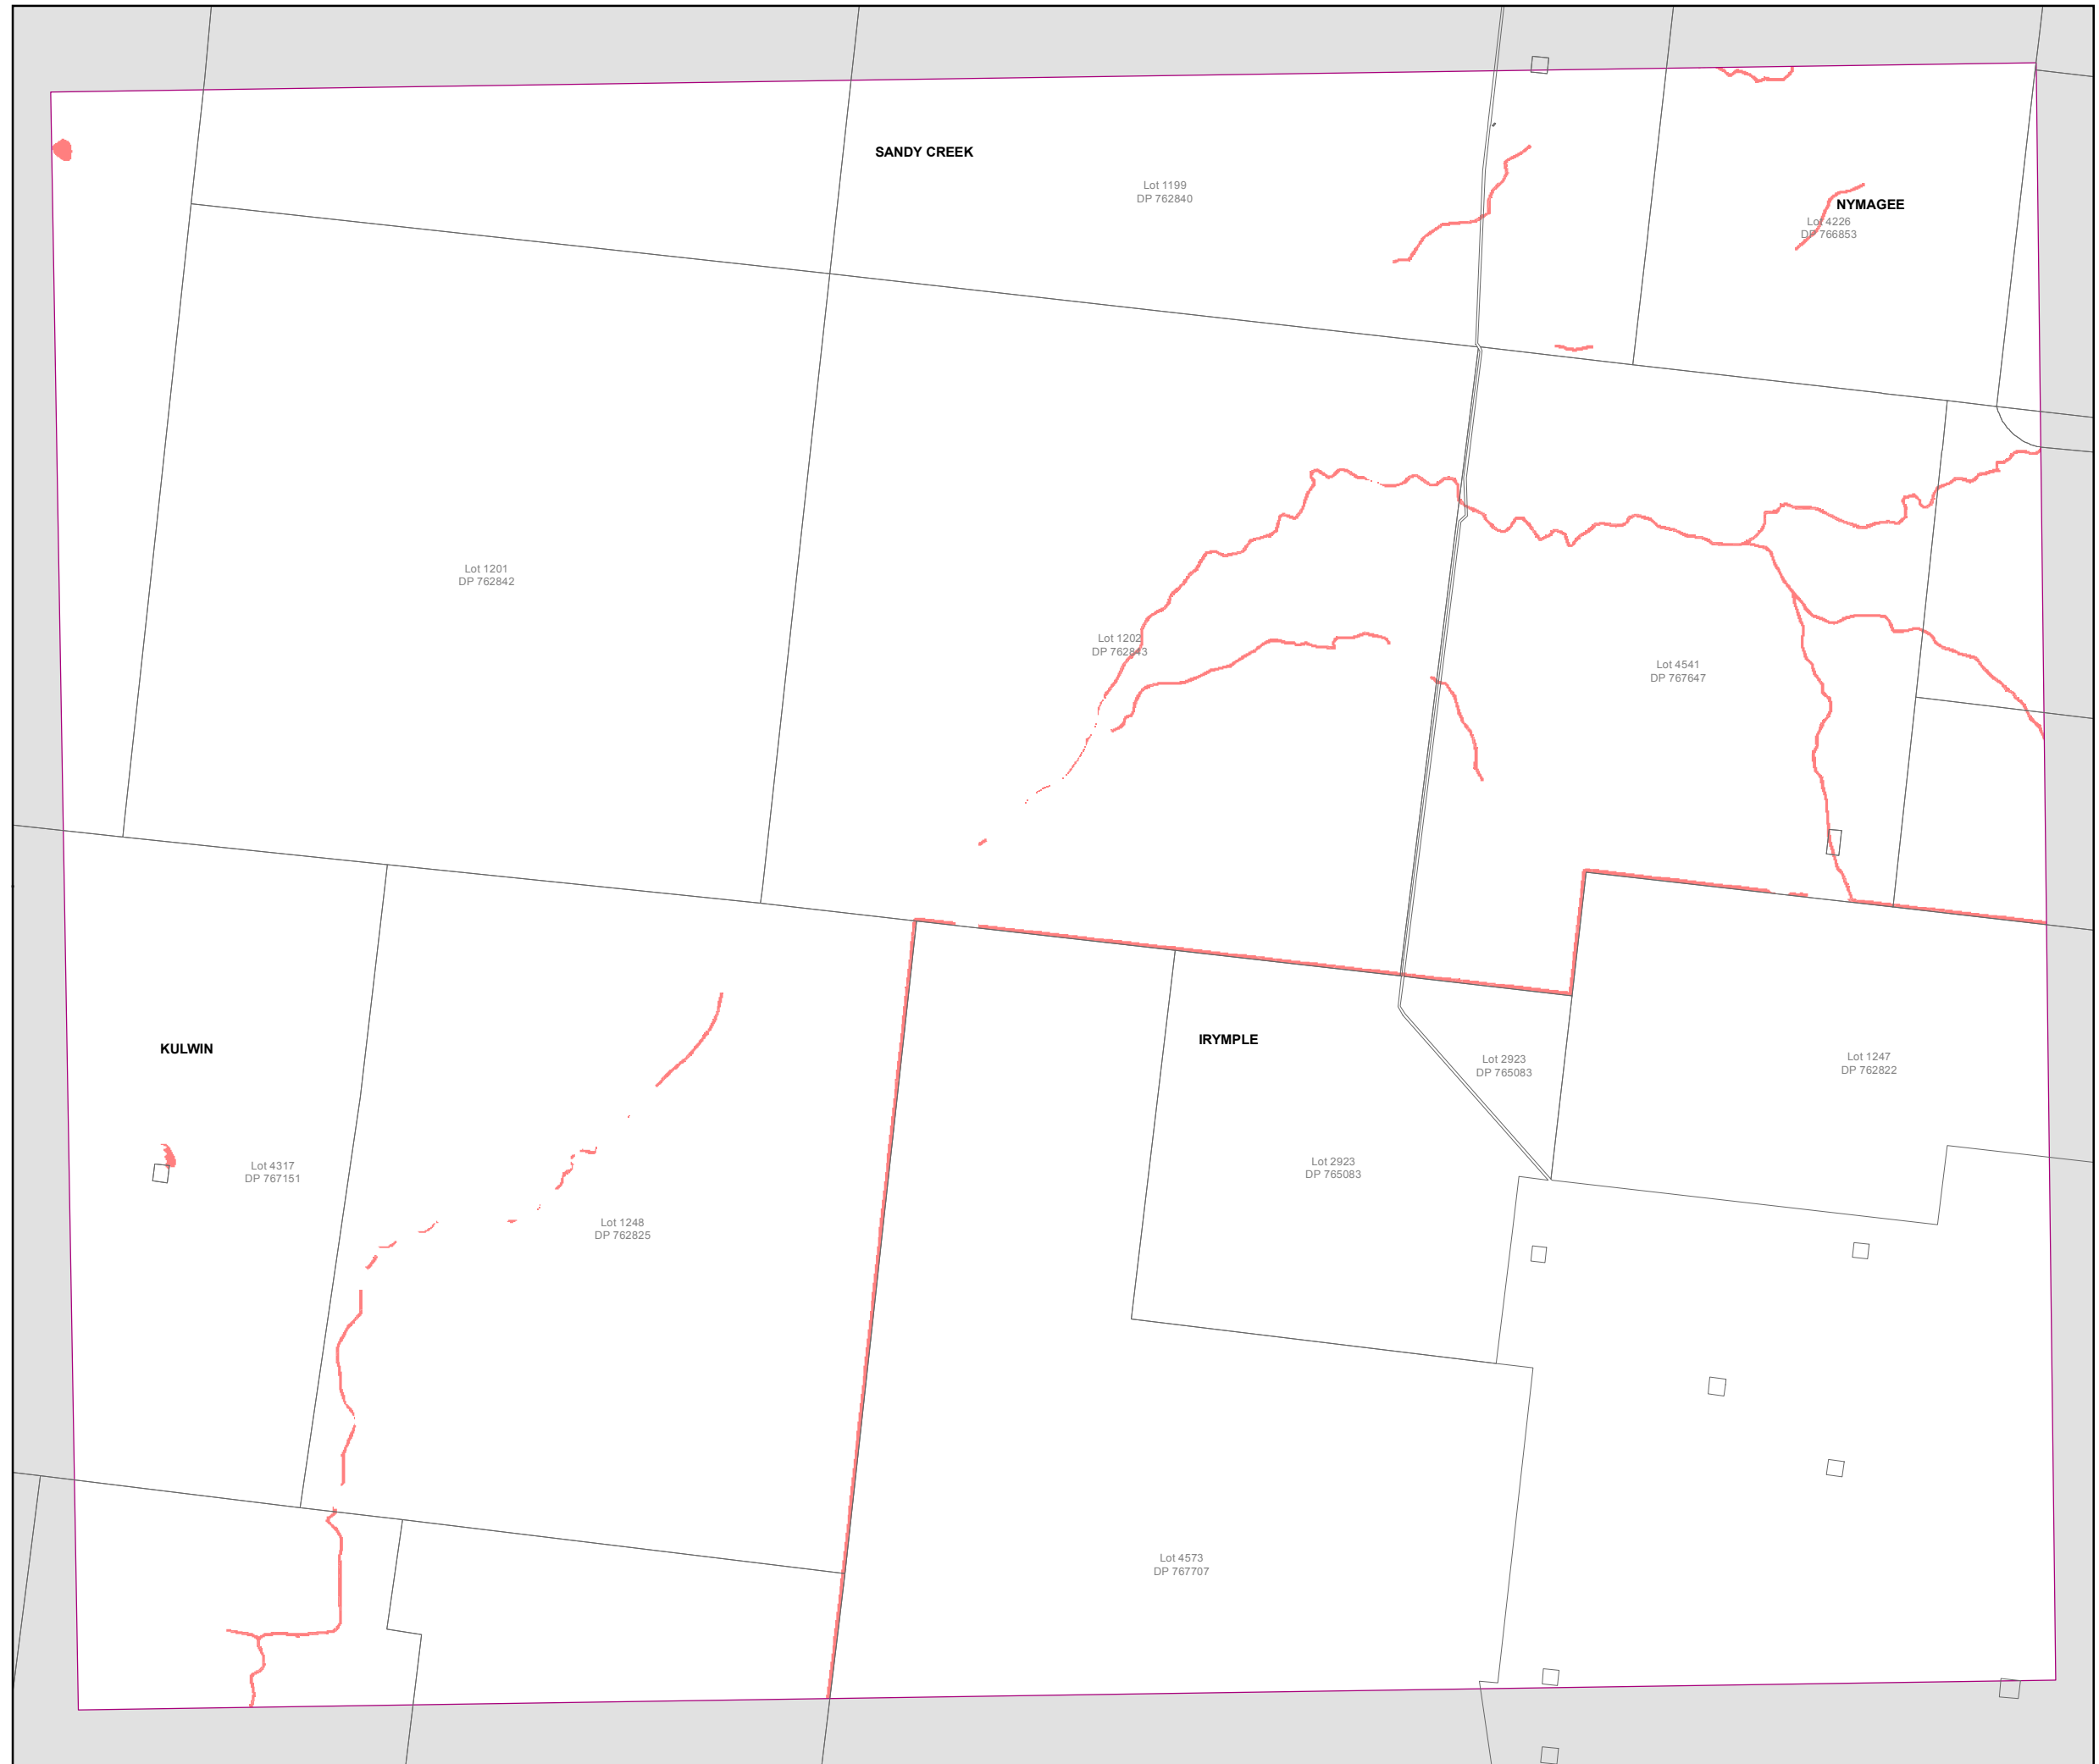 SANDY CREEK
Lot 1199
DP 762840
NYMAGEE
Lot 4226
DP 766853
Lot 1201
DP 762842
Lot 1202
DP 762843
Lot 4541
DP 767647
KULWIN
IRYMPLE
Lot 2923
DP 765083
Lot 1247
DP 762822
Lot 4317
DP 767151
Lot 2923
DP 765083
Lot 1248
DP 762825
Lot 4573
DP 767707